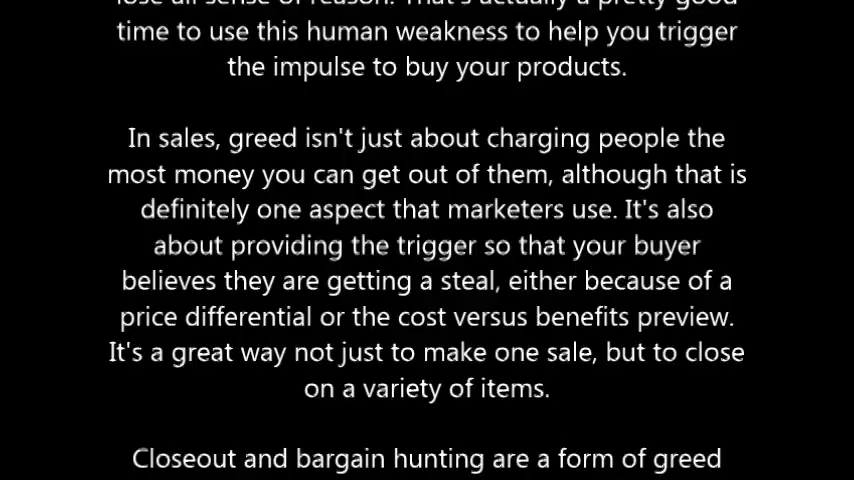 lose all sense of reason. That's actually a pretty good
time to use this human weakness to help you trigger
the impulse to buy your products.
In sales, greed isn't just about charging people the
most money you can get out of them, although that is
definitely one aspect that marketers use. It's also
about providing the trigger so that your buyer
believes they are getting a steal, either because of a
price differential or the cost versus benefits preview.
It's a great way not just to make one sale, but to close
on a variety of items.
Closeout and bargain hunting are a form of greed